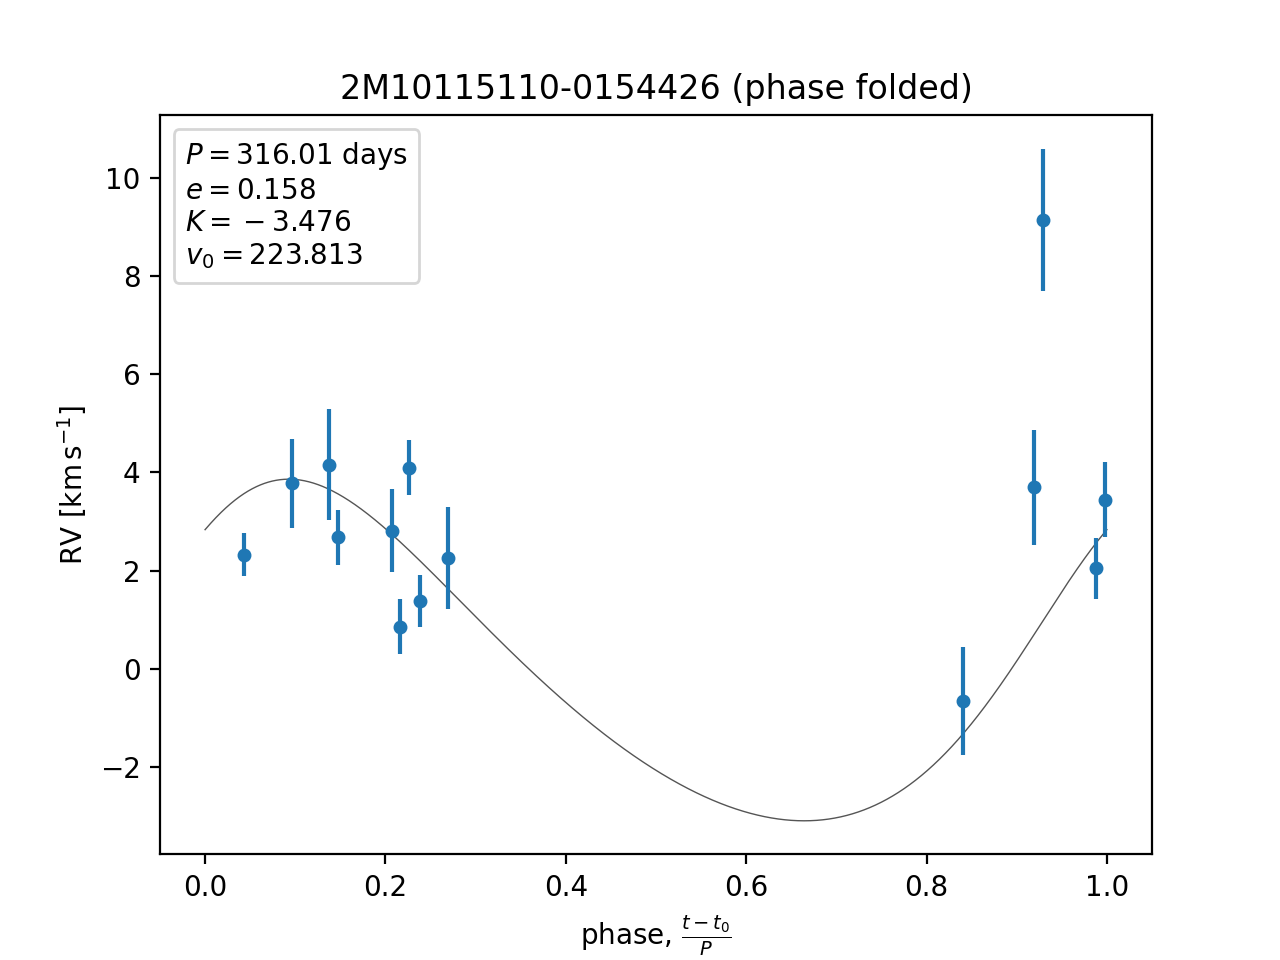 2M10115110-0154426 (phase folded)
P = 316.01 days
e = 0.158
K = −3.476
v₀ = 223.813
RV [km s⁻¹]
10
8
6
4
2
0
−2
0.0 0.2 0.4 0.6 0.8 1.0
phase, (t − t₀)/P